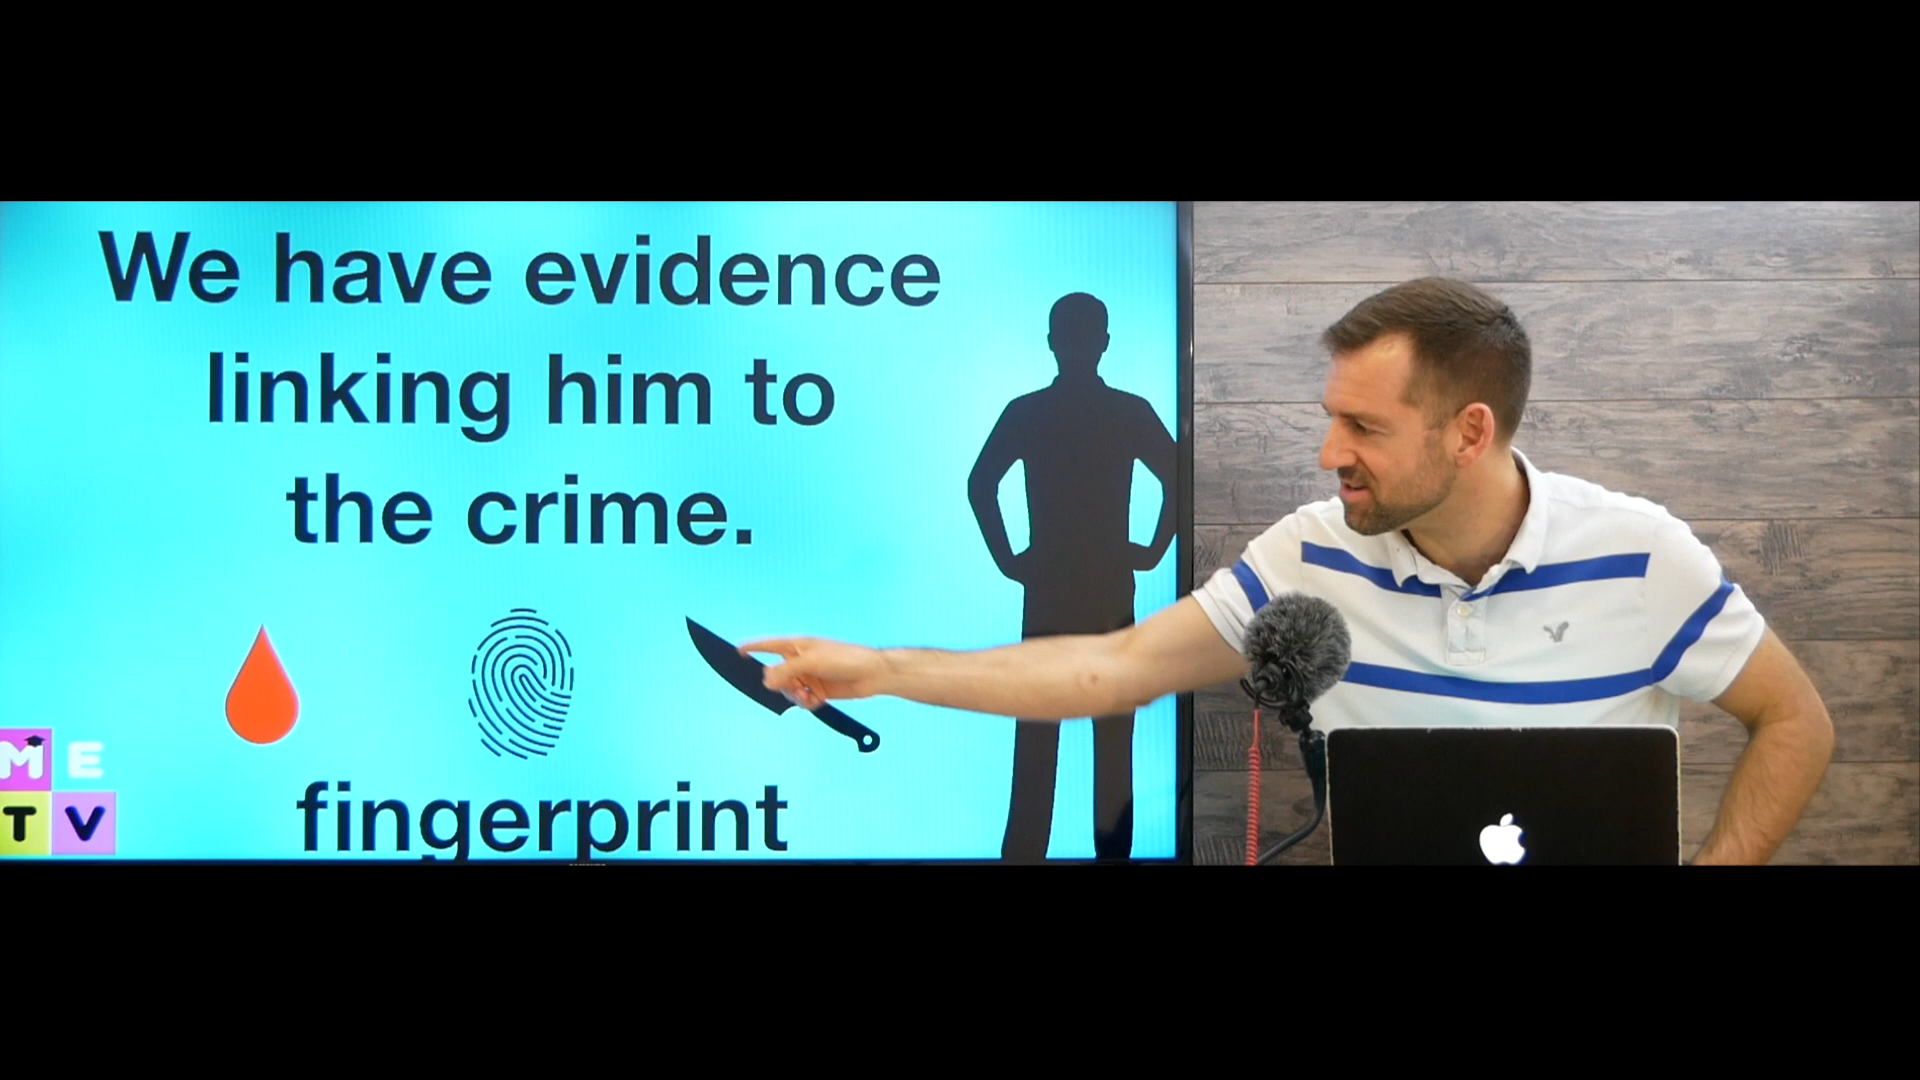 We have evidence
linking him to
the crime.
fingerprint
M E
T V